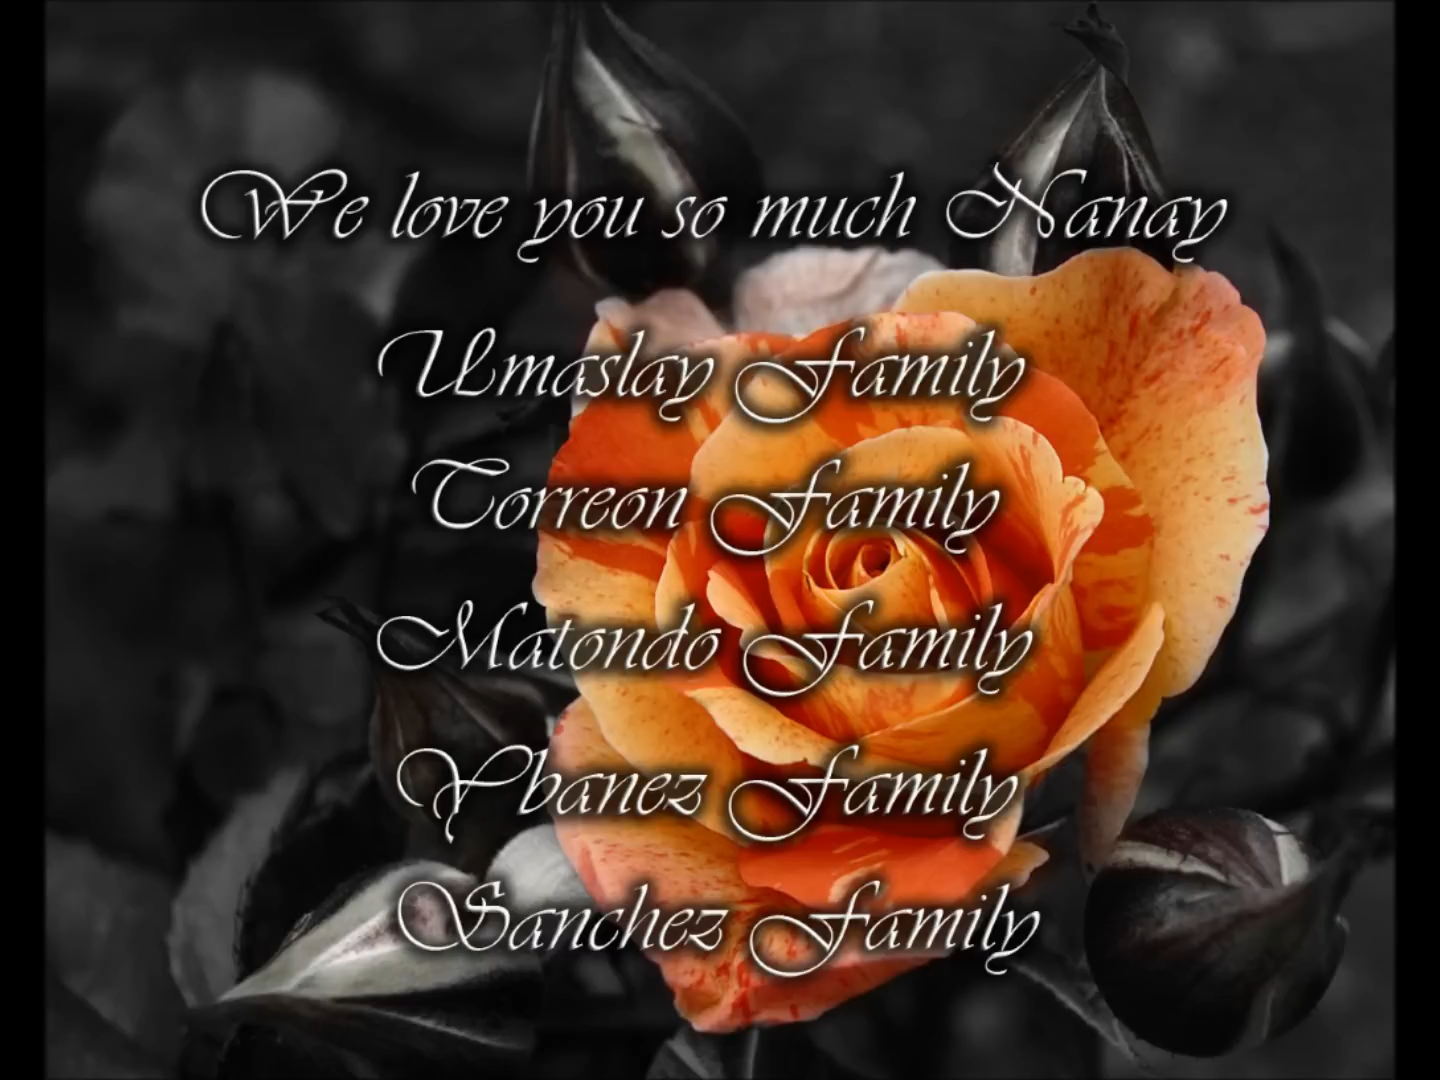 We love you so much Nanay
Umaslay Family
Torreon Family
Matondo Family
Ybanez Family
Sanchez Family